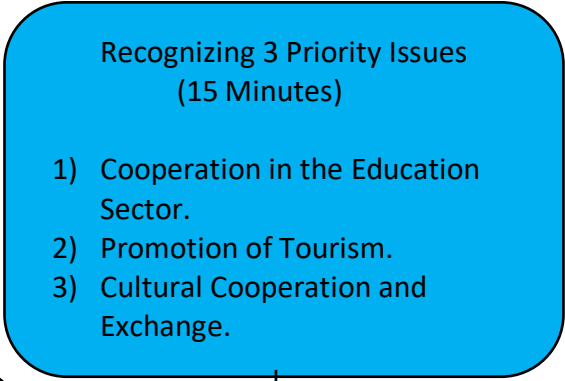 Recognizing 3 Priority Issues
(15 Minutes)
1) Cooperation in the Education
Sector.
2) Promotion of Tourism.
3) Cultural Cooperation and
Exchange.